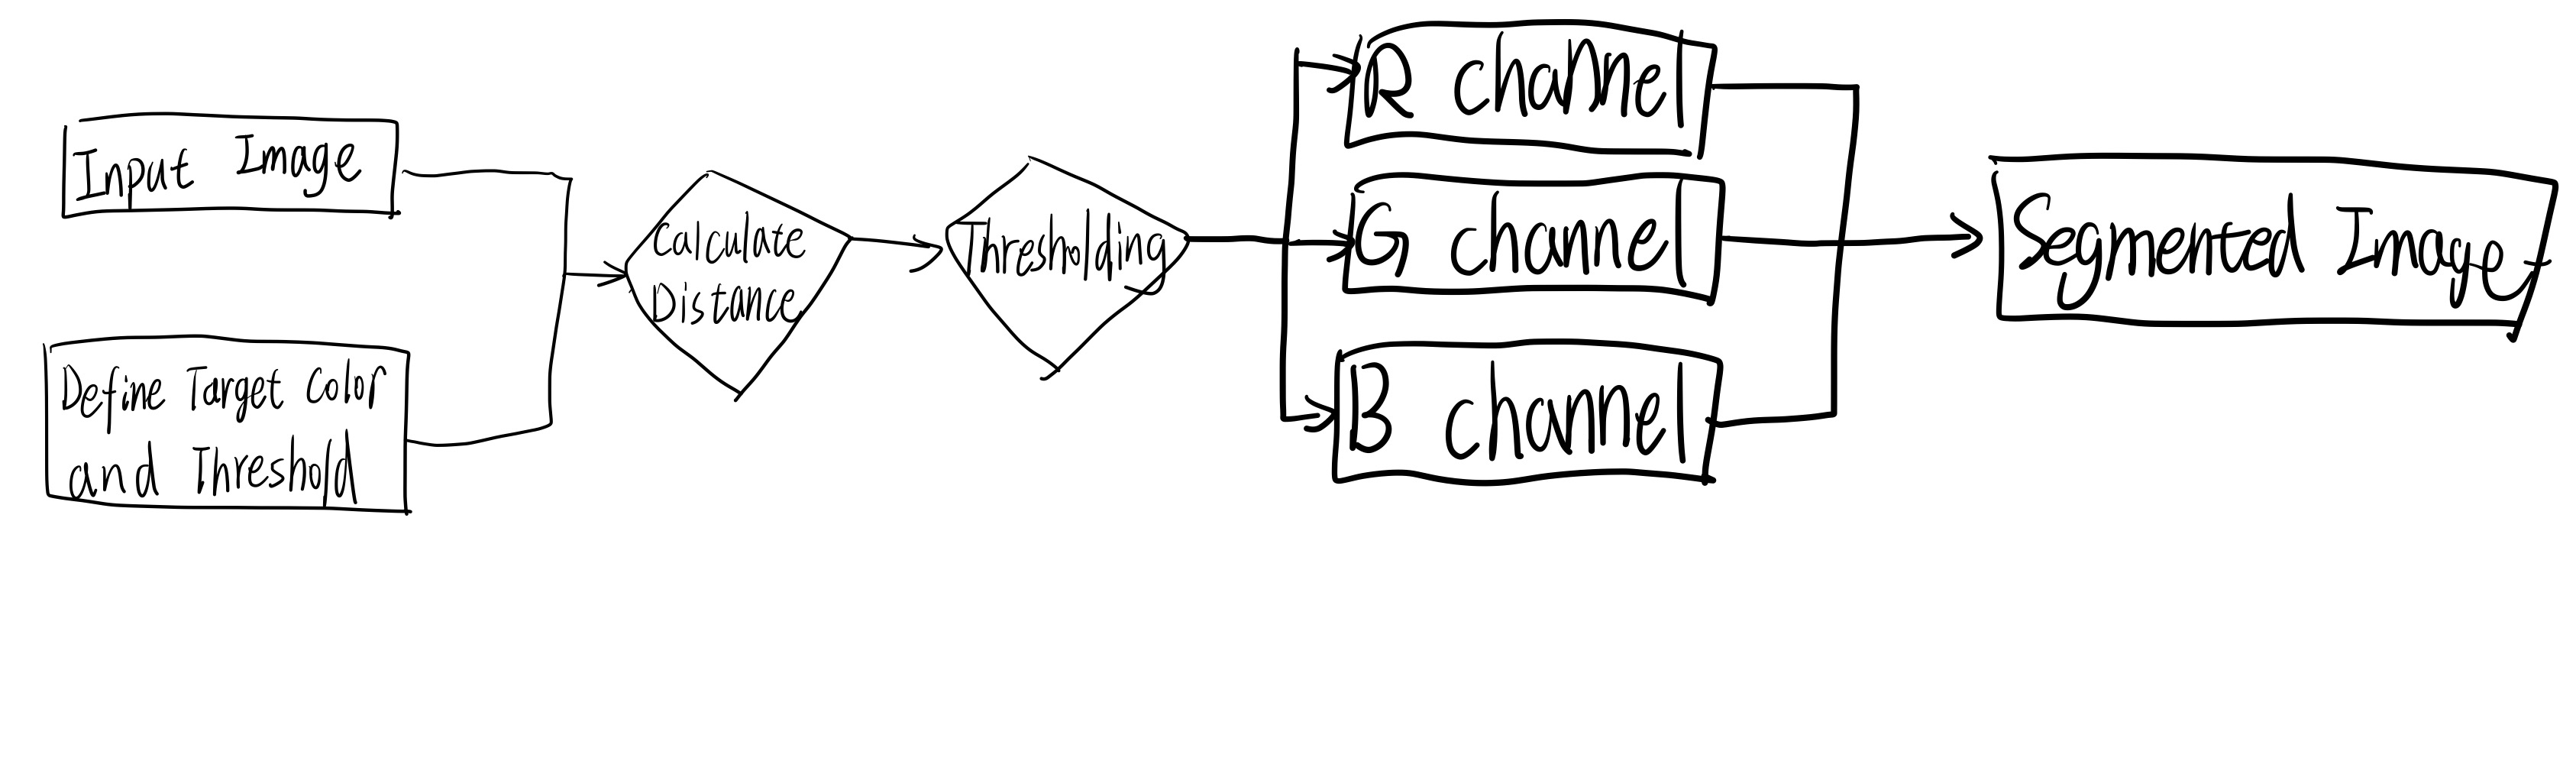 Input Image
Define Target Color
and Threshold
Calculate
Distance
Thresholding
R channel
G channel
B channel
Segmented Image